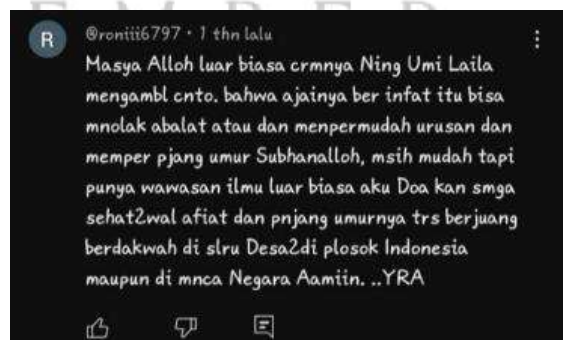 R
@roniii6797 • 1 thn lalu
Masya Alloh luar biasa crmnya Ning Umi Laila
mengambl cnto. bahwa ajainya ber infat itu bisa
mnolak abalat atau dan menpermudah urusan dan
memper pjang umur Subhanalloh, msih mudah tapi
punya wawasan ilmu luar biasa aku Doa kan smga
sehat2wal afiat dan pnjang umurnya trs berjuang
berdakwah di slru Desa2di plosok Indonesia
maupun di mnca Negara Aamiin. ..YRA